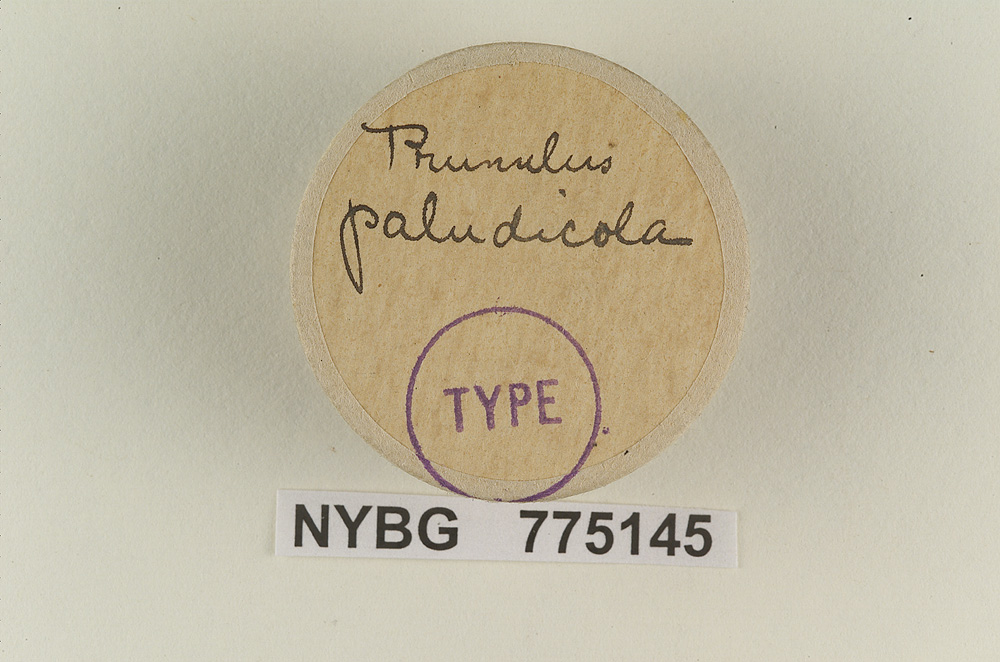 Prunulus
paludicola
TYPE
NYBG 775145